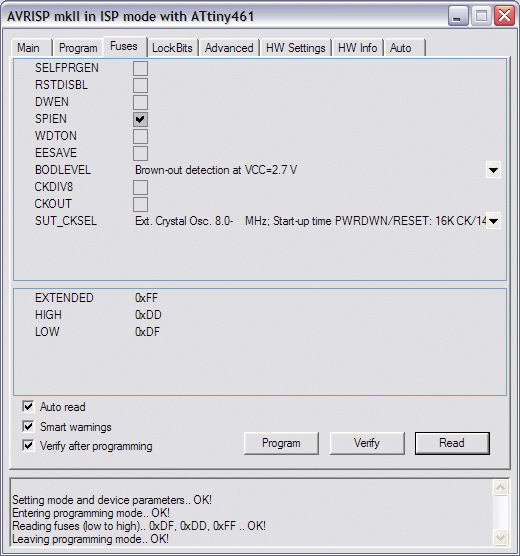 AVRISP mkII in ISP mode with ATtiny461
Main Program Fuses LockBits Advanced HW Settings HW Info Auto
SELFPRGEN
RSTDISBL
DWEN
SPIEN
WDTON
EESAVE
BODLEVEL Brown-out detection at VCC=2.7 V
CKDIV8
CKOUT
SUT_CKSEL Ext. Crystal Osc. 8.0- MHz; Start-up time PWRDWN/RESET: 16K CK/14
EXTENDED 0xFF
HIGH 0xDD
LOW 0xDF
Auto read
Smart warnings
Verify after programming
Program Verify Read
Setting mode and device parameters.. OK!
Entering programming mode.. OK!
Reading fuses (low to high).. 0xDF, 0xDD, 0xFF .. OK!
Leaving programming mode.. OK!